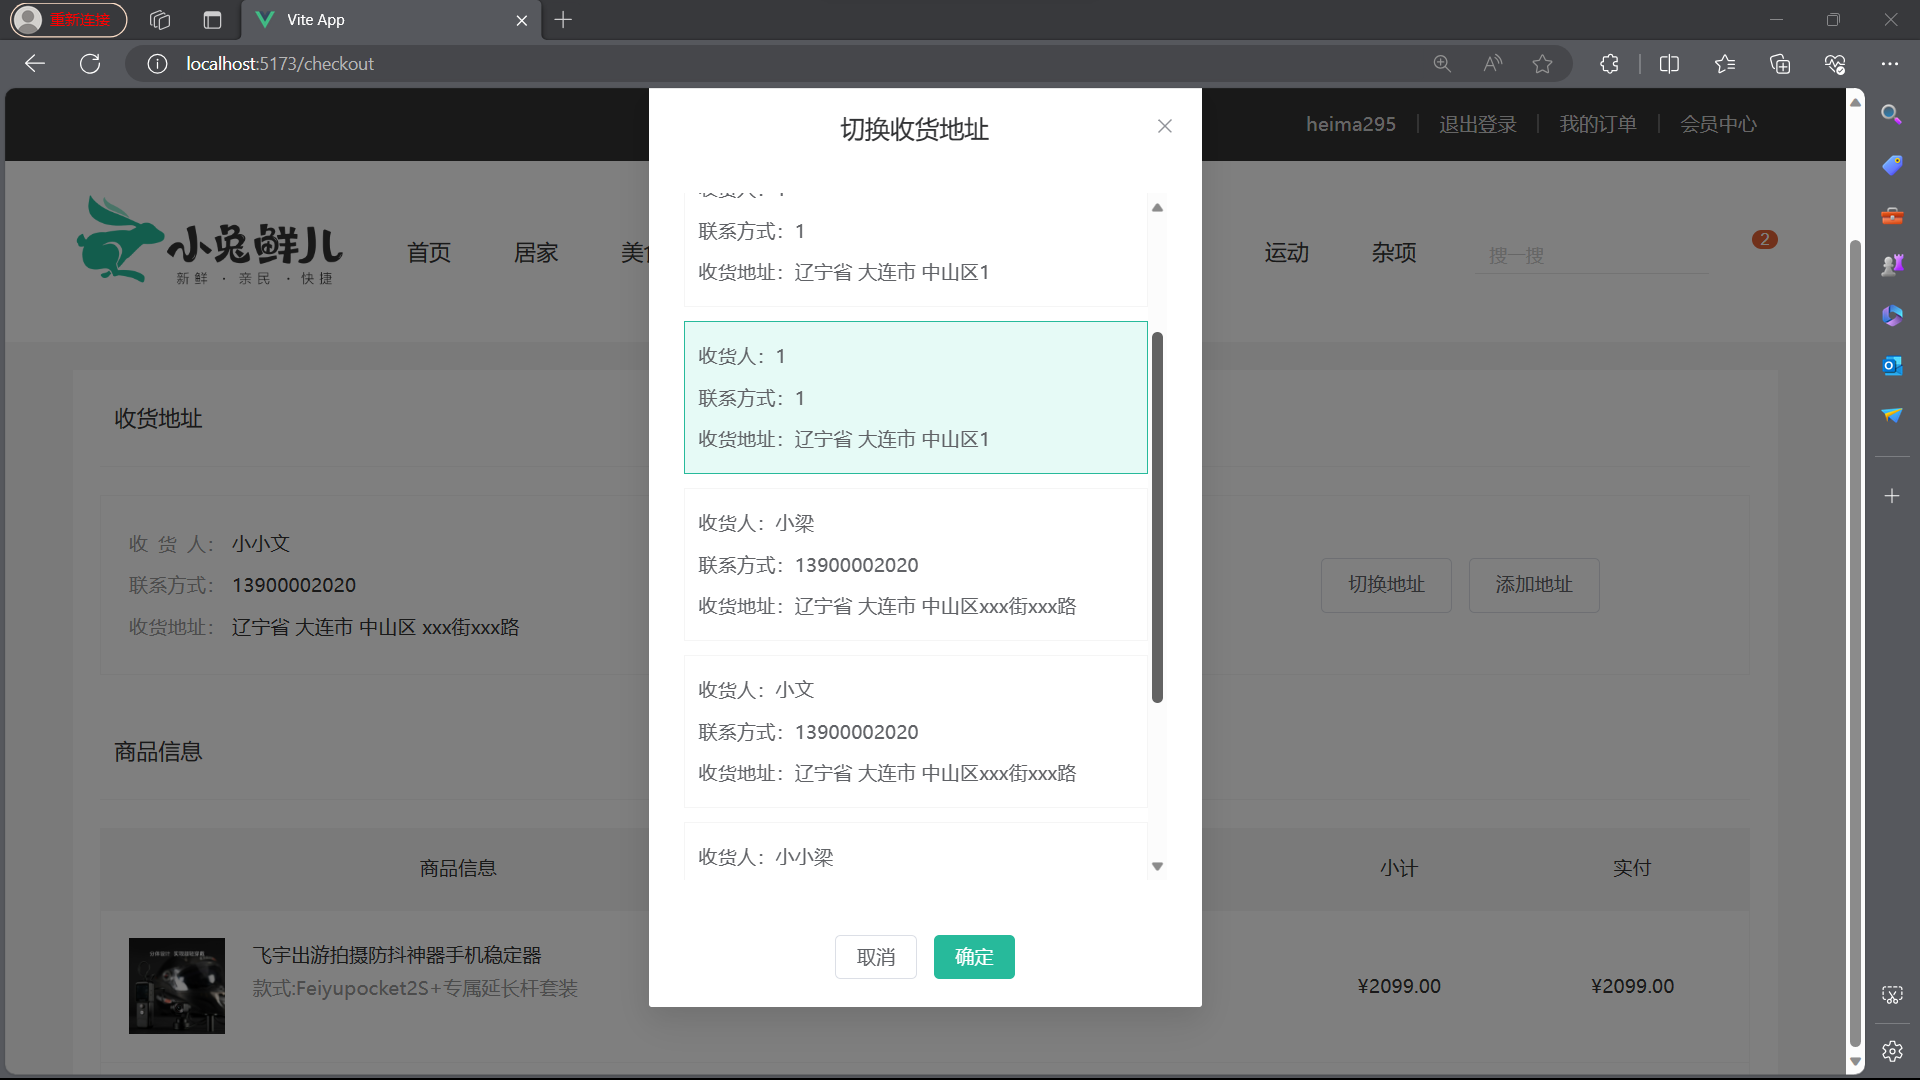 重新连接
Vite App
localhost:5173/checkout
heima295
退出登录
我的订单
会员中心
小兔鲜儿
新鲜 · 亲民 · 快捷
首页
居家
运动
杂项
搜一搜
2
切换收货地址
收货人：1
联系方式：1
收货地址：辽宁省 大连市 中山区1
收货人：1
联系方式：1
收货地址：辽宁省 大连市 中山区1
收货人：小梁
联系方式：13900002020
收货地址：辽宁省 大连市 中山区xxx街xxx路
收货人：小文
联系方式：13900002020
收货地址：辽宁省 大连市 中山区xxx街xxx路
收货人：小小梁
取消
确定
收货地址
收 货 人： 小小文
联系方式： 13900002020
收货地址： 辽宁省 大连市 中山区 xxx街xxx路
切换地址
添加地址
商品信息
商品信息
小计
实付
飞宇出游拍摄防抖神器手机稳定器
款式:Feiyupocket2S+专属延长杆套装
¥2099.00
¥2099.00